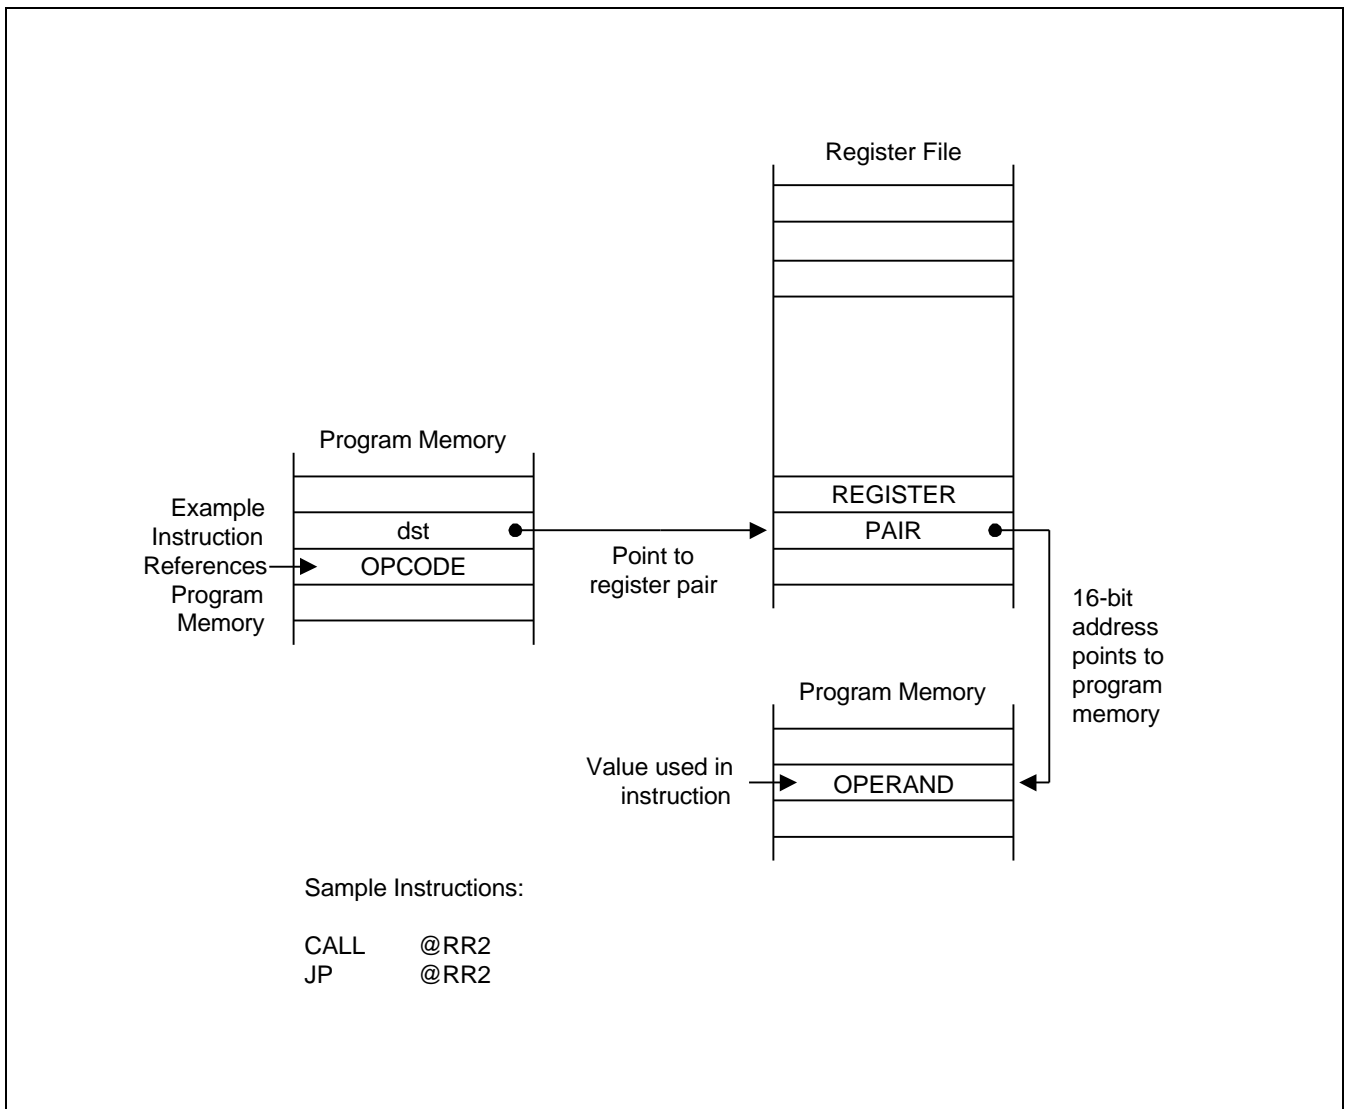 Register File
Program Memory
Example
Instruction
References
Program
Memory
dst
OPCODE
Point to
register pair
REGISTER
PAIR
16-bit
address
points to
program
memory
Program Memory
Value used in
instruction
OPERAND
Sample Instructions:
CALL @RR2
JP @RR2